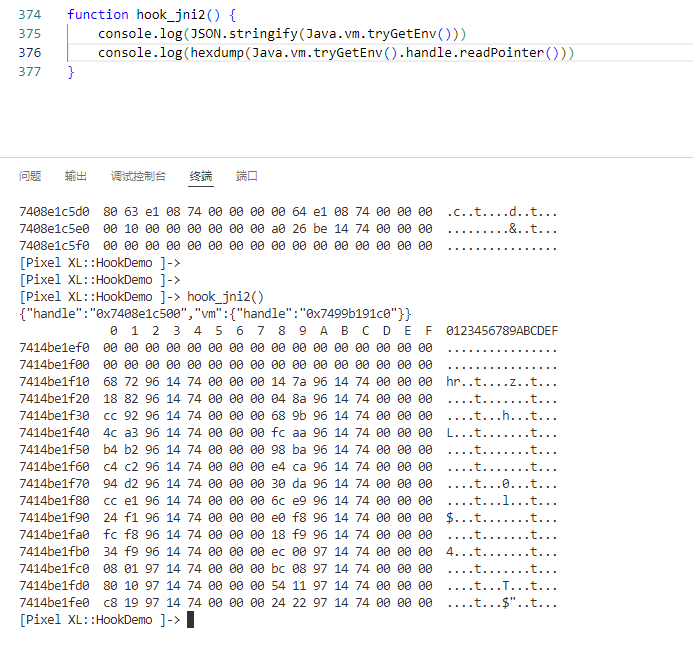 374 function hook_jni2() {
375     console.log(JSON.stringify(Java.vm.tryGetEnv()))
376     console.log(hexdump(Java.vm.tryGetEnv().handle.readPointer()))
377 }
问题 输出 调试控制台 终端 端口
7408e1c5d0  80 63 e1 08 74 00 00 00 00 64 e1 08 74 00 00 00  .c..t....d..t...
7408e1c5e0  00 10 00 00 00 00 00 00 a0 26 be 14 74 00 00 00  .........&..t...
7408e1c5f0  00 00 00 00 00 00 00 00 00 00 00 00 00 00 00 00  ................
[Pixel XL::HookDemo ]->
[Pixel XL::HookDemo ]->
[Pixel XL::HookDemo ]-> hook_jni2()
{"handle":"0x7408e1c500","vm":{"handle":"0x7499b191c0"}}
             0  1  2  3  4  5  6  7  8  9  A  B  C  D  E  F  0123456789ABCDEF
7414be1ef0  00 00 00 00 00 00 00 00 00 00 00 00 00 00 00 00  ................
7414be1f00  00 00 00 00 00 00 00 00 00 00 00 00 00 00 00 00  ................
7414be1f10  68 72 96 14 74 00 00 00 14 7a 96 14 74 00 00 00  hr..t....z..t...
7414be1f20  18 82 96 14 74 00 00 00 04 8a 96 14 74 00 00 00  ....t.......t...
7414be1f30  cc 92 96 14 74 00 00 00 68 9b 96 14 74 00 00 00  ....t...h...t...
7414be1f40  4c a3 96 14 74 00 00 00 fc aa 96 14 74 00 00 00  L...t.......t...
7414be1f50  b4 b2 96 14 74 00 00 00 98 ba 96 14 74 00 00 00  ....t.......t...
7414be1f60  c4 c2 96 14 74 00 00 00 e4 ca 96 14 74 00 00 00  ....t.......t...
7414be1f70  94 d2 96 14 74 00 00 00 30 da 96 14 74 00 00 00  ....t...0...t...
7414be1f80  cc e1 96 14 74 00 00 00 6c e9 96 14 74 00 00 00  ....t...l...t...
7414be1f90  24 f1 96 14 74 00 00 00 e0 f8 96 14 74 00 00 00  $...t.......t...
7414be1fa0  fc f8 96 14 74 00 00 00 18 f9 96 14 74 00 00 00  ....t.......t...
7414be1fb0  34 f9 96 14 74 00 00 00 ec 00 97 14 74 00 00 00  4...t.......t...
7414be1fc0  08 01 97 14 74 00 00 00 bc 08 97 14 74 00 00 00  ....t.......t...
7414be1fd0  80 10 97 14 74 00 00 00 54 11 97 14 74 00 00 00  ....t...T...t...
7414be1fe0  c8 19 97 14 74 00 00 00 24 22 97 14 74 00 00 00  ....t...$"..t...
[Pixel XL::HookDemo ]->